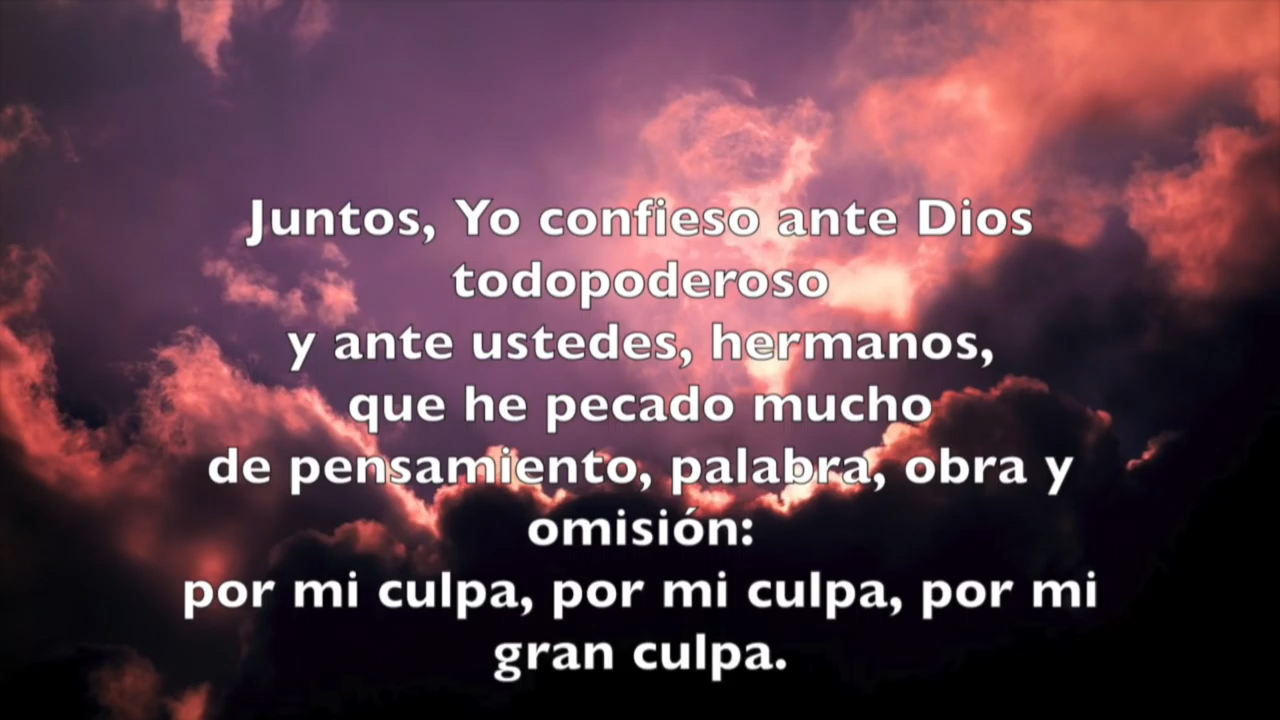 Juntos, Yo confieso ante Dios
todopoderoso
y ante ustedes, hermanos,
que he pecado mucho
de pensamiento, palabra, obra y
omisión:
por mi culpa, por mi culpa, por mi
gran culpa.